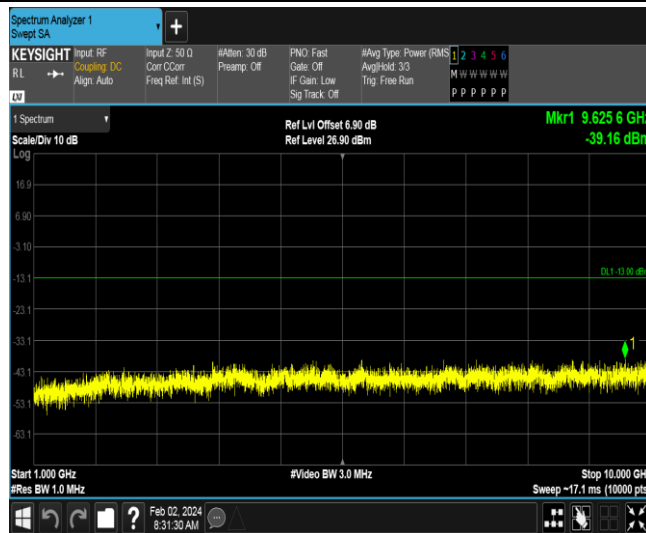 Spectrum Analyzer 1
Swept SA
+
KEYSIGHT
RL
LXI
Input: RF
Coupling: DC
Align: Auto
Input Z: 50 Ω
Corr CCorr
Freq Ref: Int (S)
#Atten: 30 dB
Preamp: Off
PNO: Fast
Gate: Off
IF Gain: Low
Sig Track: Off
#Avg Type: Power (RMS
Avg|Hold: 3/3
Trig: Free Run
1 2 3 4 5 6
M W W W W W
P P P P P P
1 Spectrum
Scale/Div 10 dB
Ref Lvl Offset 6.90 dB
Ref Level 26.90 dBm
Mkr1 9.625 6 GHz
-39.16 dBm
Log
16.9
6.90
-3.10
-13.1
DL1 -13.00 dBm
-23.1
-33.1
1
-43.1
-53.1
-63.1
Start 1.000 GHz
#Video BW 3.0 MHz
Stop 10.000 GHz
#Res BW 1.0 MHz
Sweep ~17.1 ms (10000 pts
?
Feb 02, 2024
8:31:30 AM